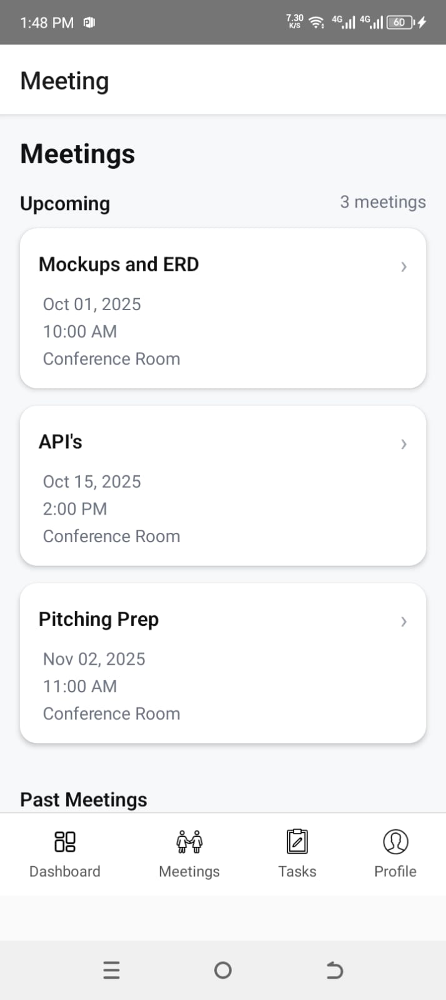 1:48 PM
7.30
K/S
4G
4G
60
Meeting
Meetings
Upcoming
3 meetings
Mockups and ERD
Oct 01, 2025
10:00 AM
Conference Room
API's
Oct 15, 2025
2:00 PM
Conference Room
Pitching Prep
Nov 02, 2025
11:00 AM
Conference Room
Past Meetings
Dashboard
Meetings
Tasks
Profile